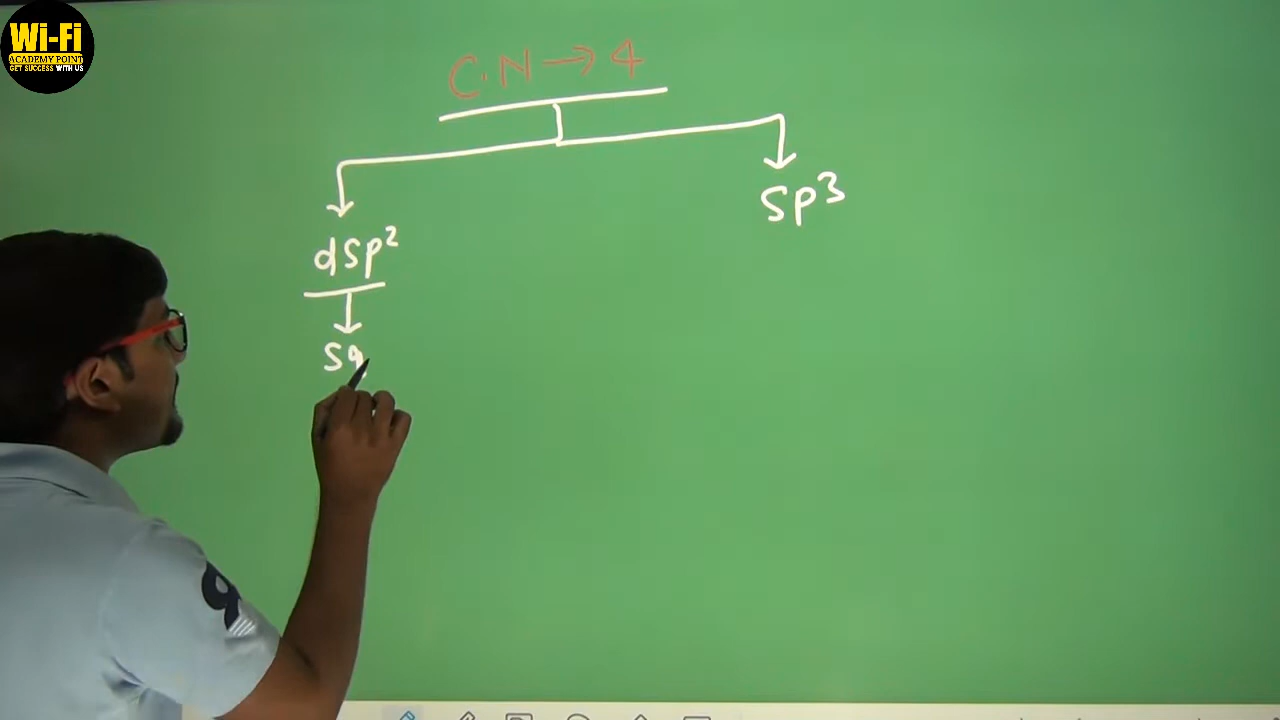 Wi-Fi
ACADEMY POINT
GET SUCCESS WITH US
C.N → 4
dsp²
sp³
sq